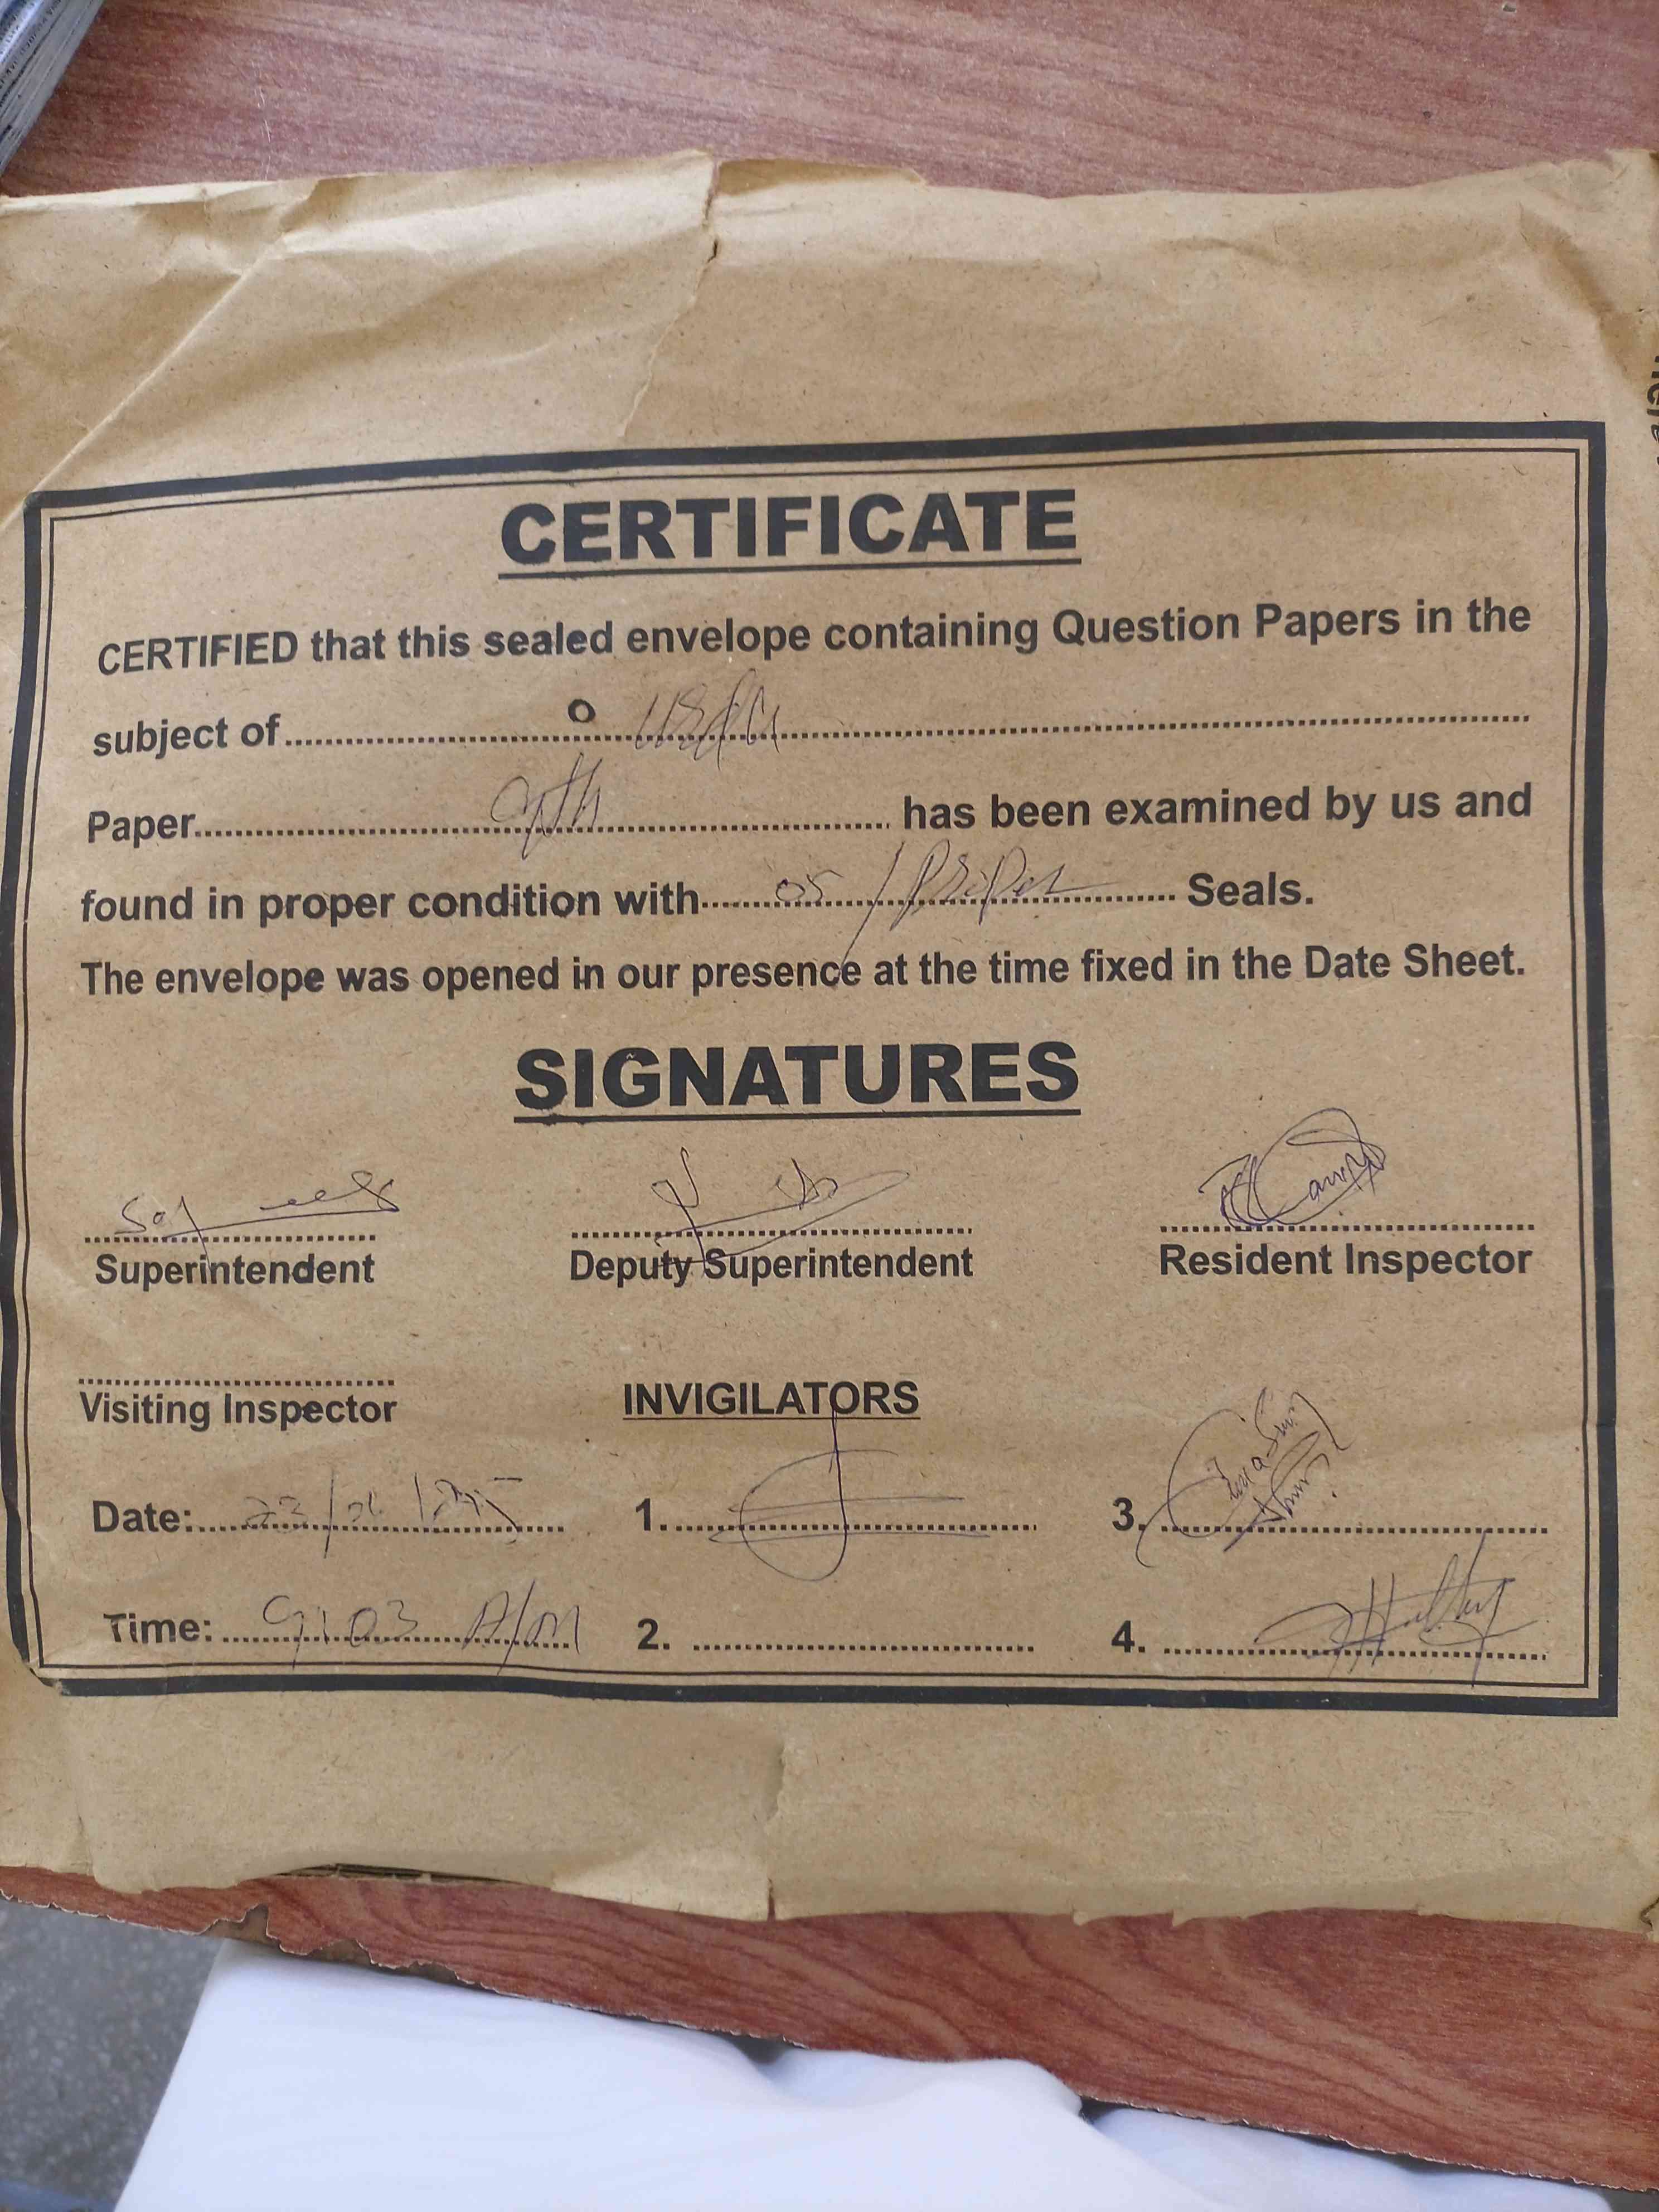 CERTIFICATE
CERTIFIED that this sealed envelope containing Question Papers in the
subject of.......... Urdu ..........
Paper.......... 9th .......... has been examined by us and
found in proper condition with.......... 05 / .......... Seals.
The envelope was opened in our presence at the time fixed in the Date Sheet.
SIGNATURES
Superintendent Deputy Superintendent Resident Inspector
Visiting Inspector INVIGILATORS
Date: 1. 3.
Time: 9:03 A/M 2. 4.